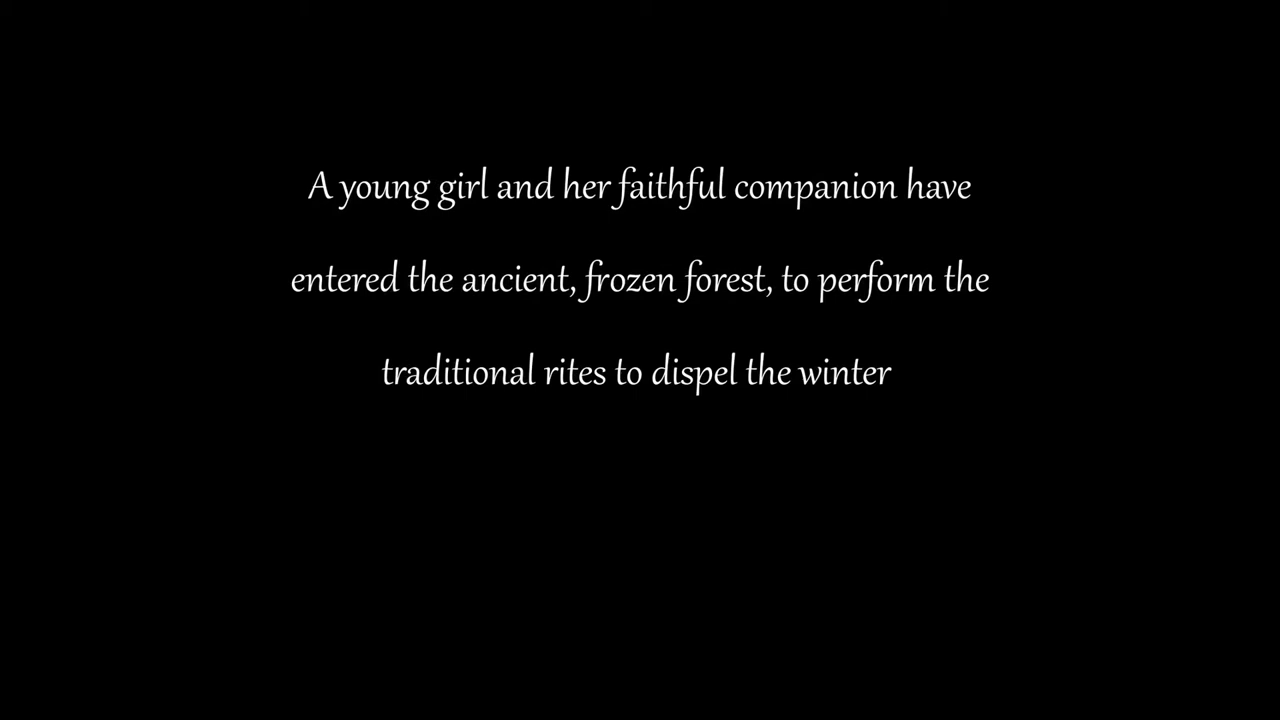 A young girl and her faithful companion have
entered the ancient, frozen forest, to perform the
traditional rites to dispel the winter